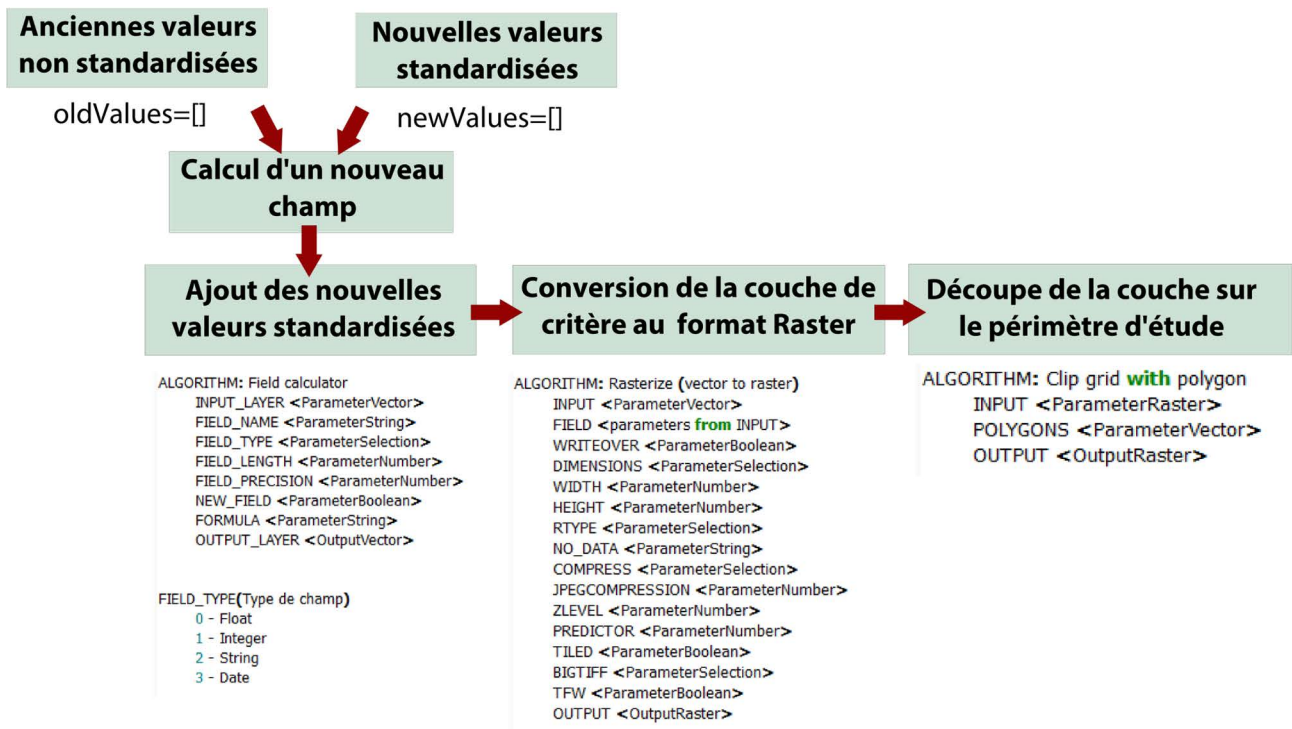 Anciennes valeurs
non standardisées
Nouvelles valeurs
standardisées
oldValues=[]
newValues=[]
Calcul d'un nouveau
champ
Ajout des nouvelles
valeurs standardisées
Conversion de la couche de
critère au format Raster
Découpe de la couche sur
le périmètre d'étude
ALGORITHM: Field calculator
INPUT_LAYER <ParameterVector>
FIELD_NAME <ParameterString>
FIELD_TYPE <ParameterSelection>
FIELD_LENGTH <ParameterNumber>
FIELD_PRECISION <ParameterNumber>
NEW_FIELD <ParameterBoolean>
FORMULA <ParameterString>
OUTPUT_LAYER <OutputVector>
FIELD_TYPE(Type de champ)
0 - Float
1 - Integer
2 - String
3 - Date
ALGORITHM: Rasterize (vector to raster)
INPUT <ParameterVector>
FIELD <parameters from INPUT>
WRITEOVER <ParameterBoolean>
DIMENSIONS <ParameterSelection>
WIDTH <ParameterNumber>
HEIGHT <ParameterNumber>
RTYPE <ParameterSelection>
NO_DATA <ParameterString>
COMPRESS <ParameterSelection>
JPEGCOMPRESSION <ParameterNumber>
ZLEVEL <ParameterNumber>
PREDICTOR <ParameterNumber>
TILED <ParameterBoolean>
BIGTIFF <ParameterSelection>
TFW <ParameterBoolean>
OUTPUT <OutputRaster>
ALGORITHM: Clip grid with polygon
INPUT <ParameterRaster>
POLYGONS <ParameterVector>
OUTPUT <OutputRaster>